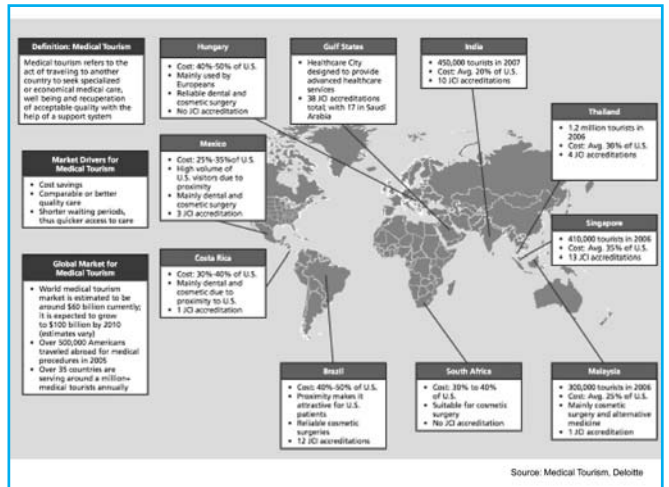 Definition: Medical Tourism
Medical tourism refers to the
act of traveling to another
country to seek specialized
or economical medical care,
well being and recuperation
of acceptable quality with the
help of a support system
Market Drivers for
Medical Tourism
• Cost savings
• Comparable or better
quality care
• Shorter waiting periods,
thus quicker access to care
Global Market for
Medical Tourism
• World medical tourism
market is estimated to be
around $60 billion currently;
it is expected to grow
to $100 billion by 2010
(estimates vary)
• Over 500,000 Americans
traveled abroad for medical
procedures in 2005
• Over 35 countries are
serving around a million+
medical tourists annually
Hungary
• Cost: 40%-50% of U.S.
• Mainly used by
Europeans
• Reliable dental and
cosmetic surgery
• No JCI accreditation
Mexico
• Cost: 25%-35%of U.S.
• High volume of
U.S. visitors due to
proximity
• Mainly dental and
cosmetic surgery
• 3 JCI accreditation
Costa Rica
• Cost: 30%-40% of U.S.
• Mainly dental and
cosmetic due to
proximity to U.S.
• 1 JCI accreditation
Gulf States
• Healthcare City
designed to provide
advanced healthcare
services
• 38 JCI accreditations
total; with 17 in Saudi
Arabia
India
• 450,000 tourists in 2007
• Cost: Avg. 20% of U.S.
• 10 JCI accreditations
Thailand
• 1.2 million tourists in
2006
• Cost: Avg. 30% of U.S.
• 4 JCI accreditations
Singapore
• 410,000 tourists in 2006
• Cost: Avg. 35% of U.S.
• 13 JCI accreditations
Brazil
• Cost: 40%-50% of U.S.
• Proximity makes it
attractive for U.S.
patients
• Reliable cosmetic
surgeries
• 12 JCI accreditations
South Africa
• Cost: 30% to 40%
of U.S.
• Suitable for cosmetic
surgery
• No JCI accreditation
Malaysia
• 300,000 tourists in 2006
• Cost: Avg. 25% of U.S.
• Mainly cosmetic
surgery and alternative
medicine
• 1 JCI accreditation
Source: Medical Tourism, Deloitte